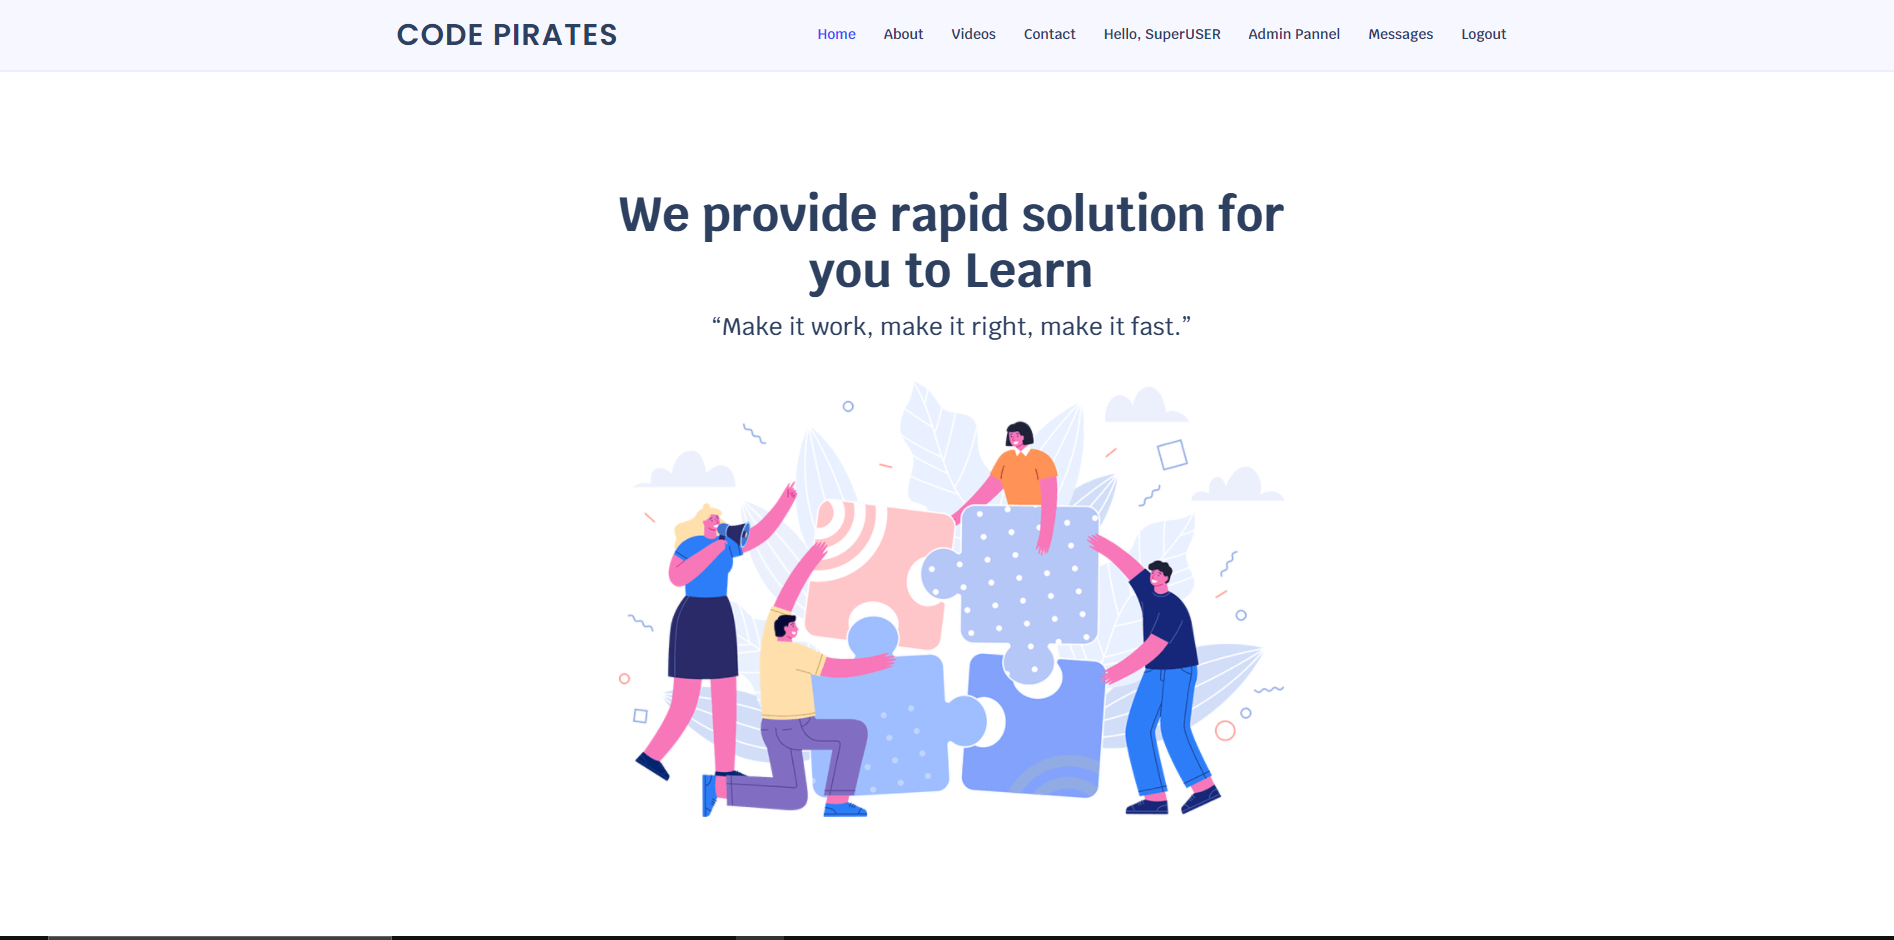 CODE PIRATES
Home About Videos Contact Hello, SuperUSER Admin Pannel Messages Logout
We provide rapid solution for
you to Learn
“Make it work, make it right, make it fast.”